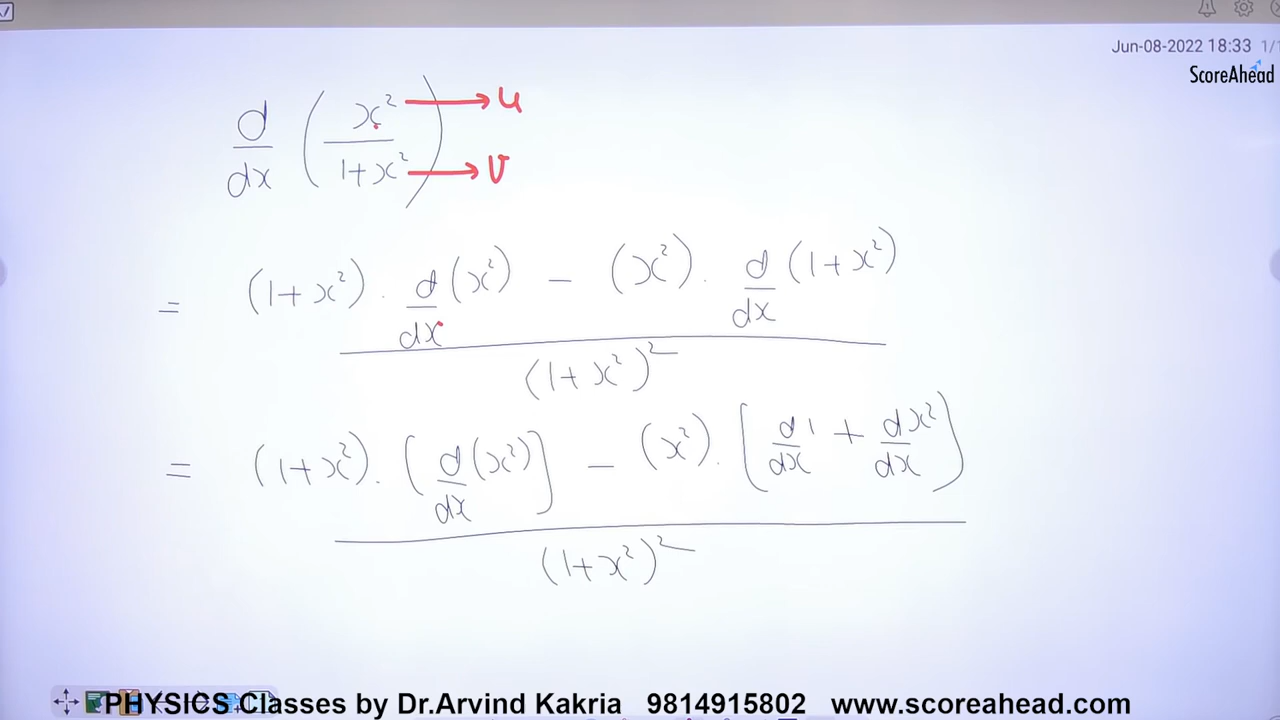 Jun-08-2022 18:33 1/1
ScoreAhead
d/dx (x²/(1+x²)) → u → v
= ((1+x²) · d/dx (x²) − (x²) · d/dx (1+x²)) / (1+x²)²
= ((1+x²) · [d/dx (x²)] − (x²) · [d1/dx + dx²/dx]) / (1+x²)²
PHYSICS Classes by Dr.Arvind Kakria 9814915802 www.scoreahead.com